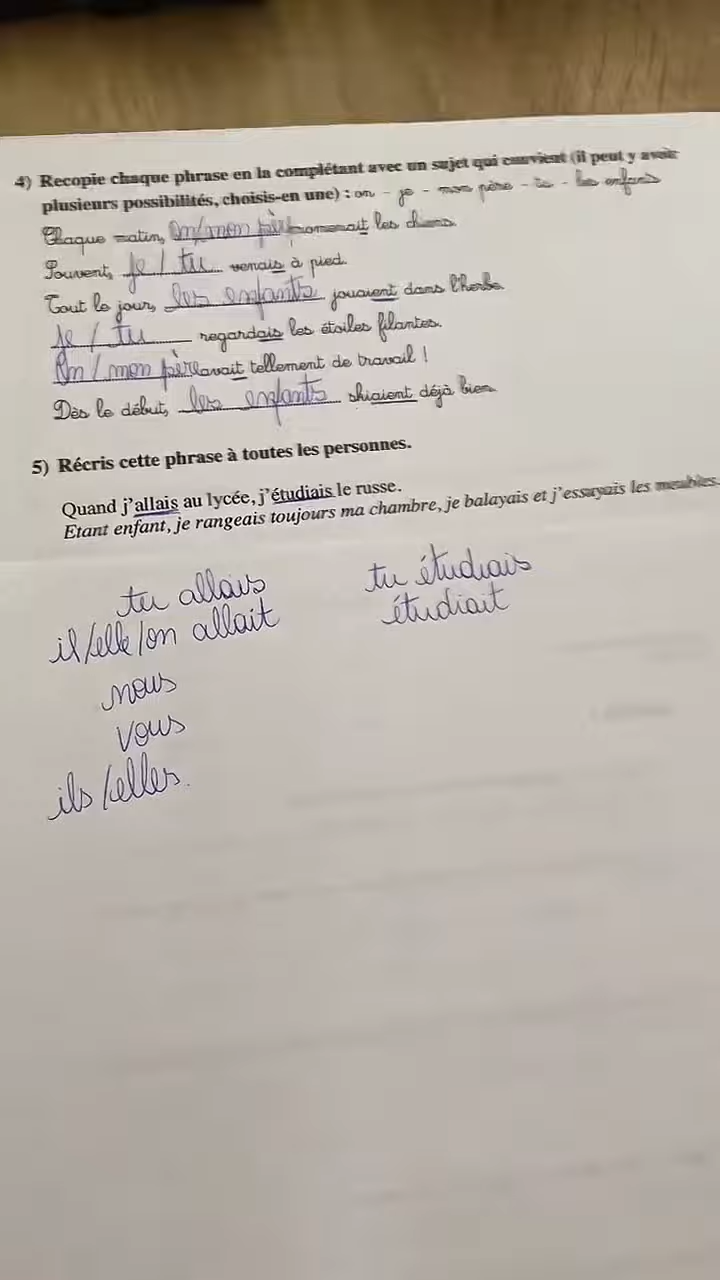 4) Recopie chaque phrase en la complétant avec un sujet qui convient (il peut y avoir
plusieurs possibilités, choisis-en une) : on - je - mon père - tu - les enfants
Chaque matin, on/mon père promenait les chiens.
Souvent, je / tu venais à pied.
Tout le jour, les enfants jouaient dans l'herbe.
Je / Tu regardais les étoiles filantes.
On / mon père avait tellement de travail !
Dès le début, les enfants skiaient déjà bien.
5) Récris cette phrase à toutes les personnes.
Quand j'allais au lycée, j'étudiais le russe.
Etant enfant, je rangeais toujours ma chambre, je balayais et j'essuyais les meubles.
tu allais tu étudiais
il/elle/on allait étudiait
nous
vous
ils/elles.